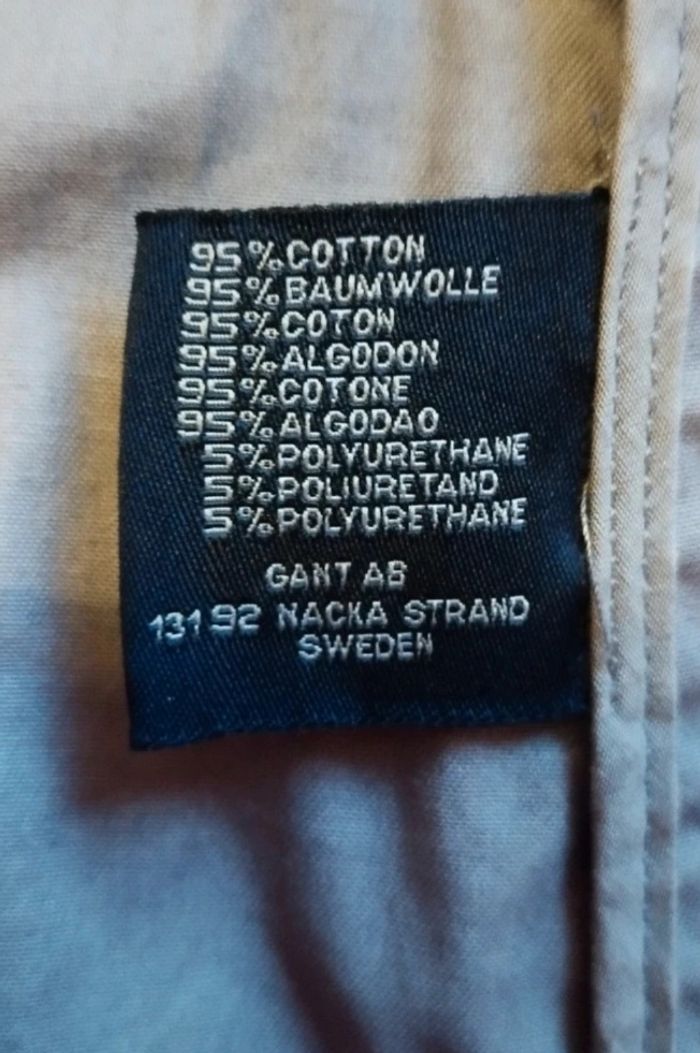 95% COTTON
95% BAUMWOLLE
95% COTON
95% ALGODON
95% COTONE
95% ALGODAO
5% POLYURETHANE
5% POLIURETAND
5% POLYURETHANE
GANT AB
131 92 NACKA STRAND
SWEDEN